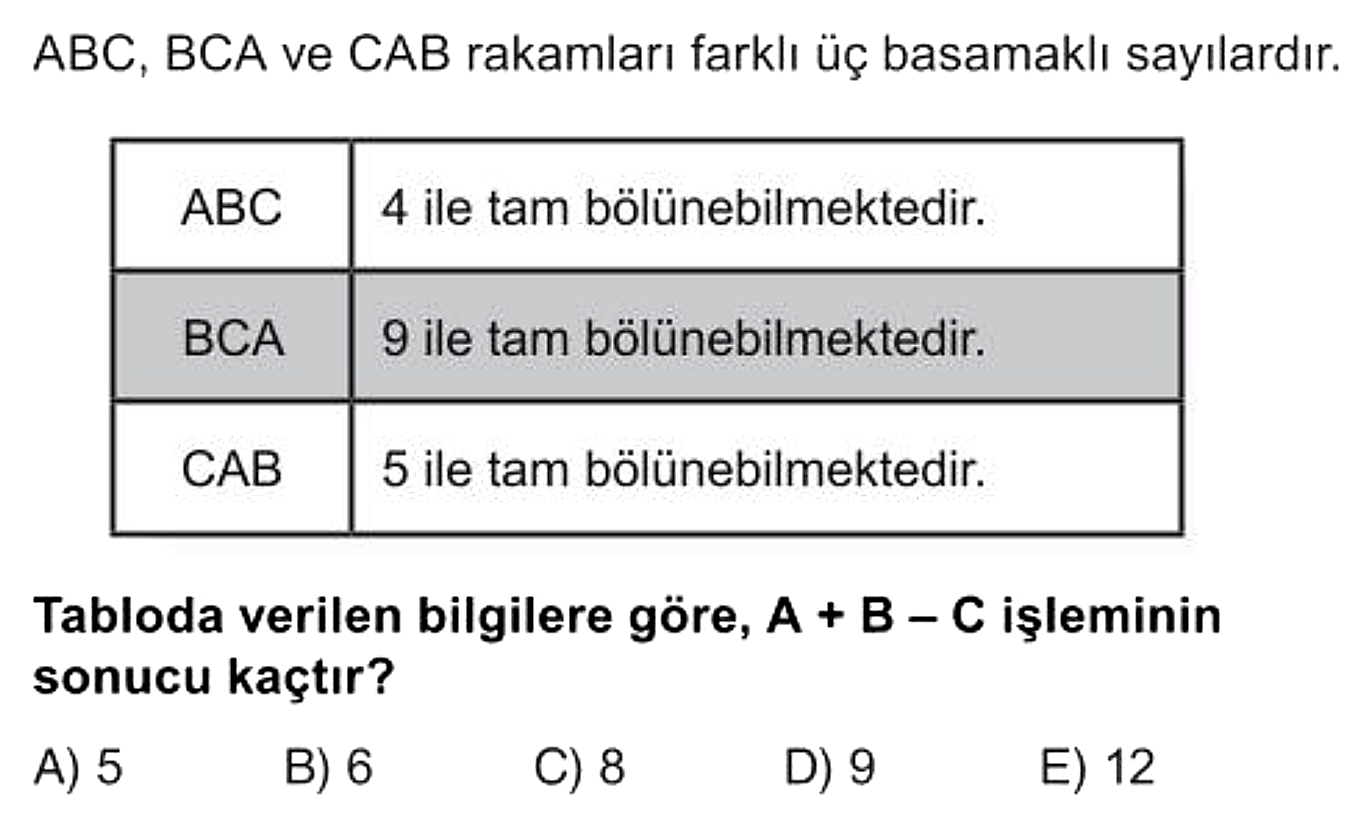 ABC, BCA ve CAB rakamları farklı üç basamaklı sayılardır.
ABC 4 ile tam bölünebilmektedir.
BCA 9 ile tam bölünebilmektedir.
CAB 5 ile tam bölünebilmektedir.
Tabloda verilen bilgilere göre, A + B – C işleminin
sonucu kaçtır?
A) 5 B) 6 C) 8 D) 9 E) 12